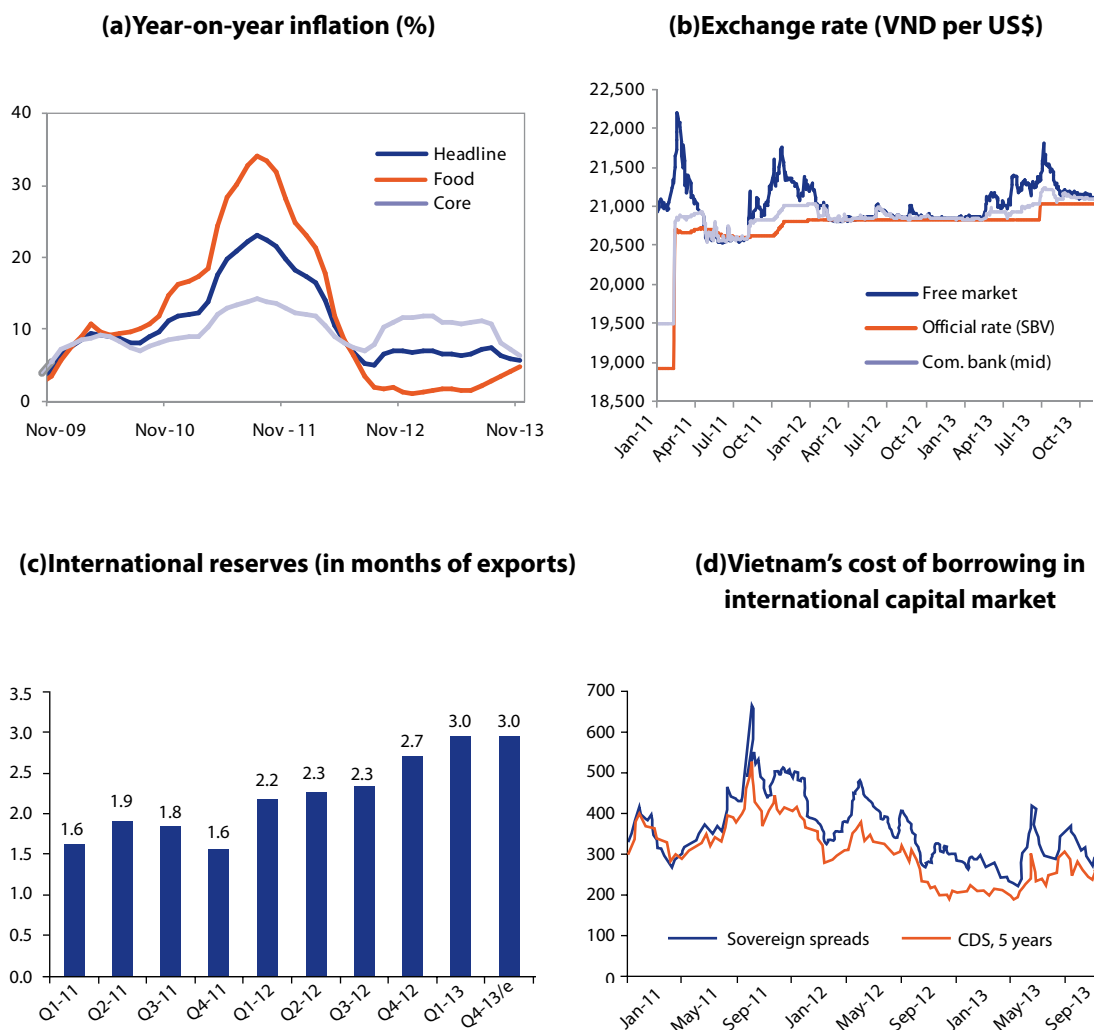 (a)Year-on-year inflation (%)
40
30
20
10
0
Headline
Food
Core
Nov-09
Nov-10
Nov-11
Nov-12
Nov-13
(b)Exchange rate (VND per US$)
22,500
22,000
21,500
21,000
20,500
20,000
19,500
19,000
18,500
Free market
Official rate (SBV)
Com. bank (mid)
Jan-11
Apr-11
Jul-11
Oct-11
Jan-12
Apr-12
Jul-12
Oct-12
Jan-13
Apr-13
Jul-13
Oct-13
(c)International reserves (in months of exports)
3.5
3.0
2.5
2.0
1.5
1.0
0.5
0.0
1.6
1.9
1.8
1.6
2.2
2.3
2.3
2.7
3.0
3.0
Q1-11
Q2-11
Q3-11
Q4-11
Q1-12
Q2-12
Q3-12
Q4-12
Q1-13
Q4-13/e
(d)Vietnam’s cost of borrowing in
international capital market
700
600
500
400
300
200
100
0
Sovereign spreads
CDS, 5 years
Jan-11
May-11
Sep-11
Jan-12
May-12
Sep-12
Jan-13
May-13
Sep-13